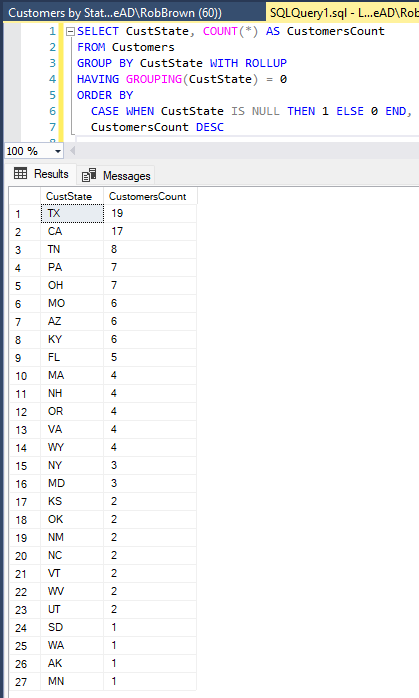 Customers by Stat...eAD\RobBrown (60)) SQLQuery1.sql - L...eAD\Rob
1 SELECT CustState, COUNT(*) AS CustomersCount
2 FROM Customers
3 GROUP BY CustState WITH ROLLUP
4 HAVING GROUPING(CustState) = 0
5 ORDER BY
6 CASE WHEN CustState IS NULL THEN 1 ELSE 0 END,
7 CustomersCount DESC
100 %
Results Messages
CustState CustomersCount
1 TX 19
2 CA 17
3 TN 8
4 PA 7
5 OH 7
6 MO 6
7 AZ 6
8 KY 6
9 FL 5
10 MA 4
11 NH 4
12 OR 4
13 VA 4
14 WY 4
15 NY 3
16 MD 3
17 KS 2
18 OK 2
19 NM 2
20 NC 2
21 VT 2
22 WV 2
23 UT 2
24 SD 1
25 WA 1
26 AK 1
27 MN 1